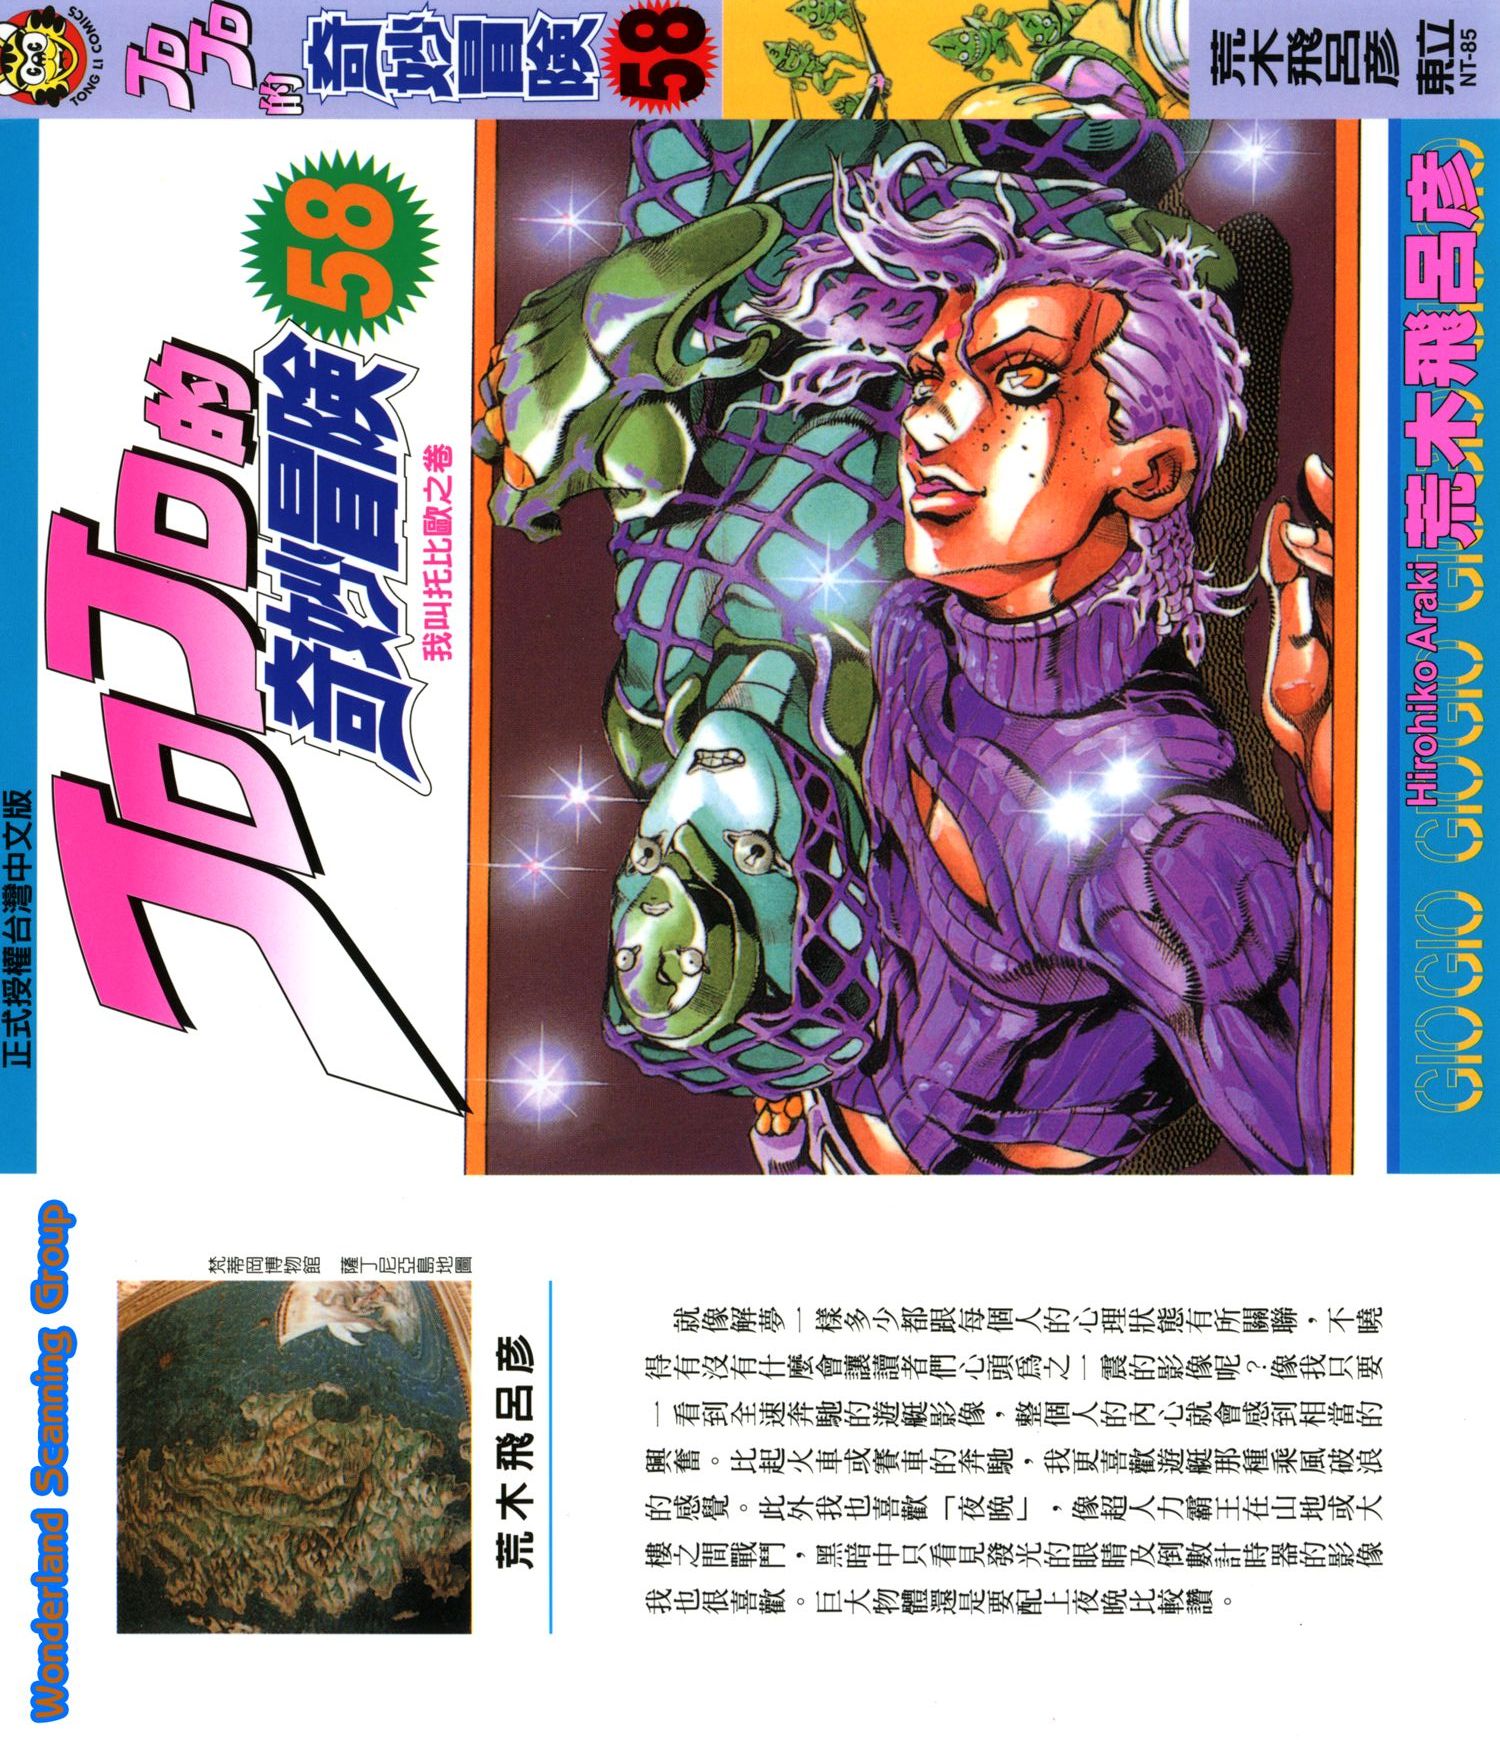 TONG LI COMICS
JOJO的
奇妙冒険
58
荒木飛呂彦
東立
NT-85
正式授權台灣中文版
JOJO的
奇妙冒険
58
我叫托比歐之卷
Hirohiko Araki 荒木飛呂彦
GIOGIO GIOGIO GIOGIO GIOGIO
Wonderland Scanning Group
梵蒂岡博物館 薩丁尼亞島地圖
荒木飛呂彦
就像解夢一樣多少都跟每個人的心理狀態有所關聯，不曉
得有沒有什麼會讓讀者們心頭為之一震的影像呢？像我只要
一看到全速奔馳的遊艇影像，整個人的內心就會感到相當的
興奮。比起火車或賽車的奔馳，我更喜歡遊艇那種乘風破浪
的感覺。此外我也喜歡「夜晚」，像超人力霸王在山地或大
樓之間戰鬥，黑暗中只看見發光的眼睛及倒數計時器的影像
我也很喜歡。巨大物體還是要配上夜晚比較讚。